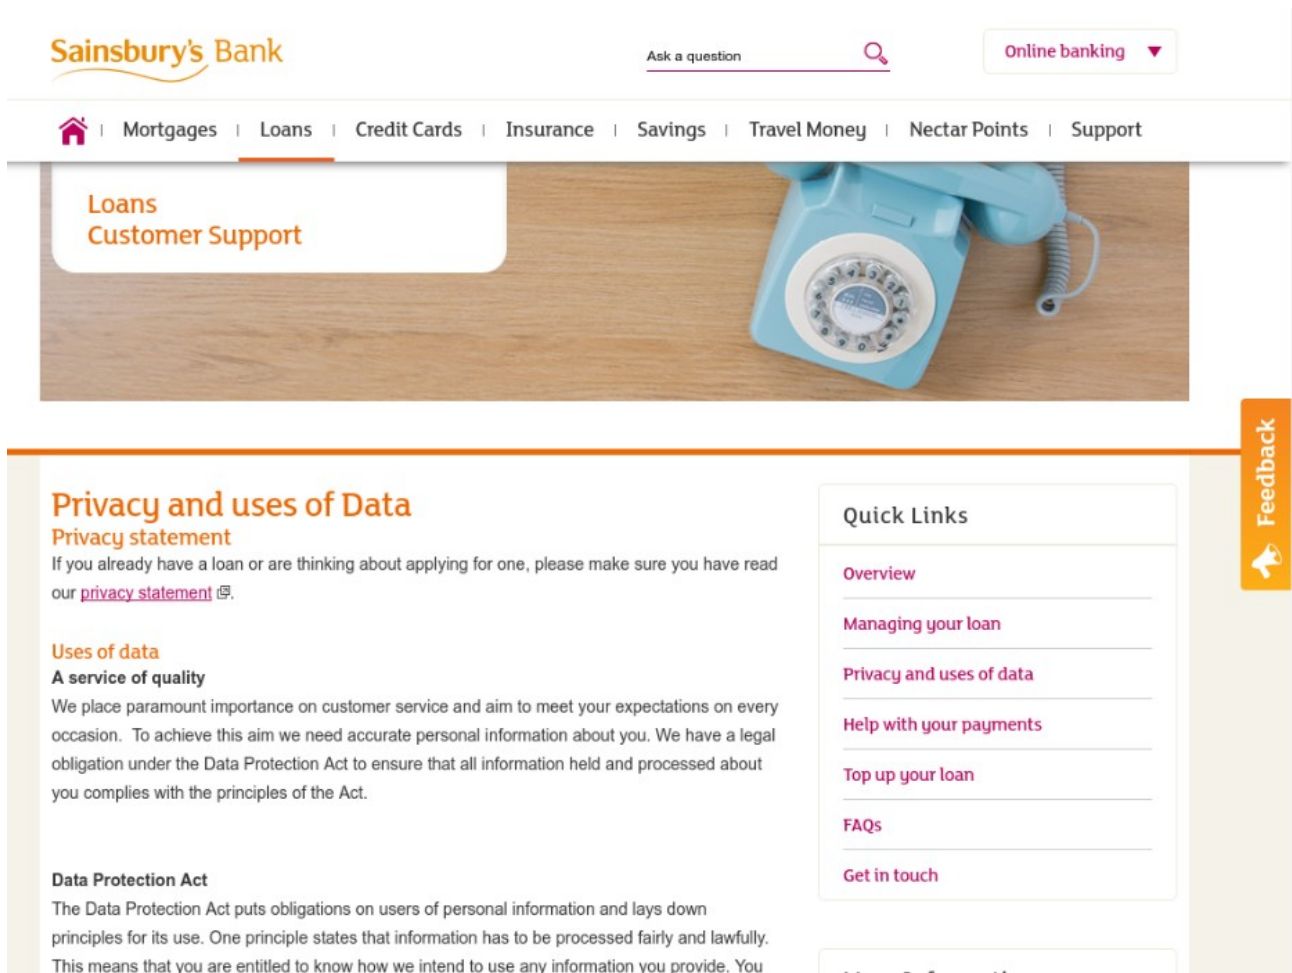 Sainsbury's Bank
Ask a question
Online banking
Mortgages
Loans
Credit Cards
Insurance
Savings
Travel Money
Nectar Points
Support
Loans
Customer Support
Feedback
Privacy and uses of Data
Privacy statement
If you already have a loan or are thinking about applying for one, please make sure you have read
our privacy statement.
Uses of data
A service of quality
We place paramount importance on customer service and aim to meet your expectations on every
occasion. To achieve this aim we need accurate personal information about you. We have a legal
obligation under the Data Protection Act to ensure that all information held and processed about
you complies with the principles of the Act.
Data Protection Act
The Data Protection Act puts obligations on users of personal information and lays down
principles for its use. One principle states that information has to be processed fairly and lawfully.
This means that you are entitled to know how we intend to use any information you provide. You
Quick Links
Overview
Managing your loan
Privacy and uses of data
Help with your payments
Top up your loan
FAQs
Get in touch